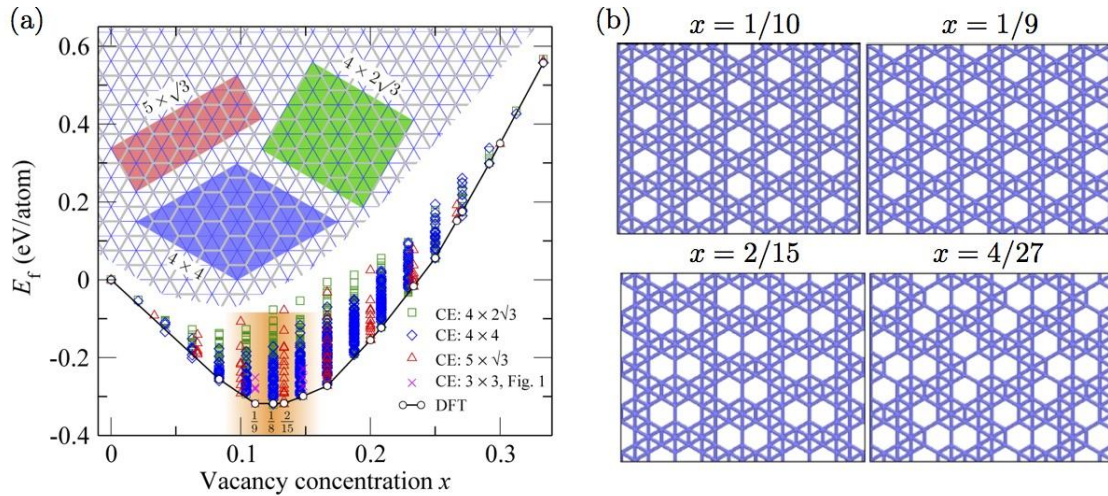 (a)
0.6
0.4
0.2
0
-0.2
-0.4
E_f (eV/atom)
5 × √3
4 × 2√3
4 × 4
CE: 4 × 2√3
CE: 4 × 4
CE: 5 × √3
CE: 3 × 3, Fig. 1
DFT
1/9 1/8 2/15
0.0 0.1 0.2 0.3
Vacancy concentration x
(b)
x = 1/10 x = 1/9
x = 2/15 x = 4/27